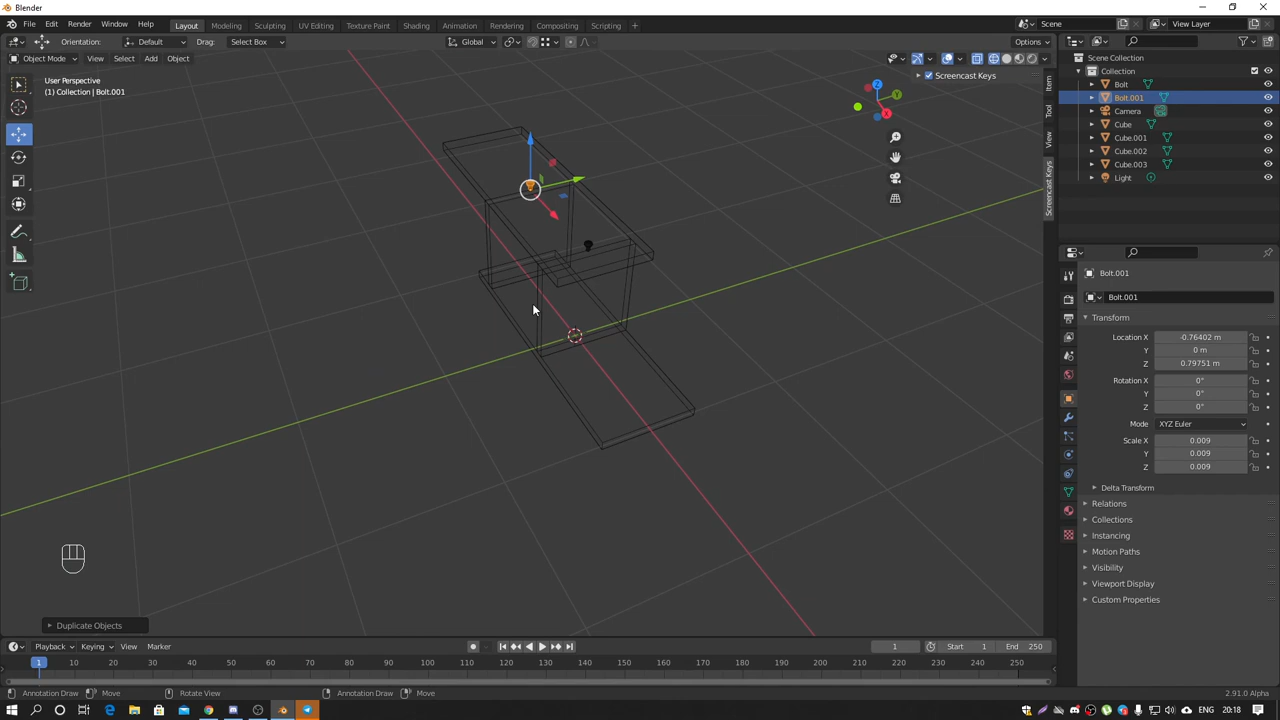 Blender
File Edit Render Window Help Layout Modeling Sculpting UV Editing Texture Paint Shading Animation Rendering Compositing Scripting + Scene View Layer
Orientation: Default Drag: Select Box Global Options
Object Mode View Select Add Object
User Perspective
(1) Collection | Bolt.001
Screencast Keys
Z
Y
X
Item
Tool
View
Screencast Keys
Scene Collection
Collection
Bolt
Bolt.001
Camera
Cube
Cube.001
Cube.002
Cube.003
Light
Bolt.001
Bolt.001
Transform
Location X -0.76402 m
Y 0 m
Z 0.79751 m
Rotation X 0°
Y 0°
Z 0°
Mode XYZ Euler
Scale X 0.009
Y 0.009
Z 0.009
Delta Transform
Relations
Collections
Instancing
Motion Paths
Visibility
Viewport Display
Custom Properties
Duplicate Objects
Playback Keying View Marker 1 Start 1 End 250
1 10 20 30 40 50 60 70 80 90 100 110 120 130 140 150 160 170 180 190 200 210 220 230 240 250
Annotation Draw Move Rotate View Annotation Draw Move 2.91.0 Alpha
ENG 20:18